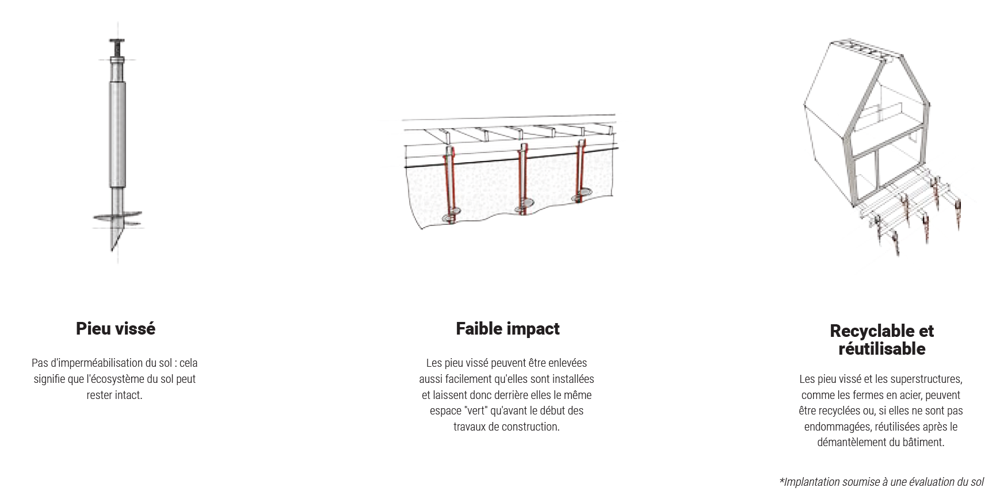 Pieu vissé
Pas d'imperméabilisation du sol : cela
signifie que l'écosystème du sol peut
rester intact.
Faible impact
Les pieu vissé peuvent être enlevées
aussi facilement qu'elles sont installées
et laissent donc derrière elles le même
espace "vert" qu'avant le début des
travaux de construction.
Recyclable et
réutilisable
Les pieu vissé et les superstructures,
comme les fermes en acier, peuvent
être recyclées ou, si elles ne sont pas
endommagées, réutilisées après le
démantèlement du bâtiment.
*Implantation soumise à une évaluation du sol